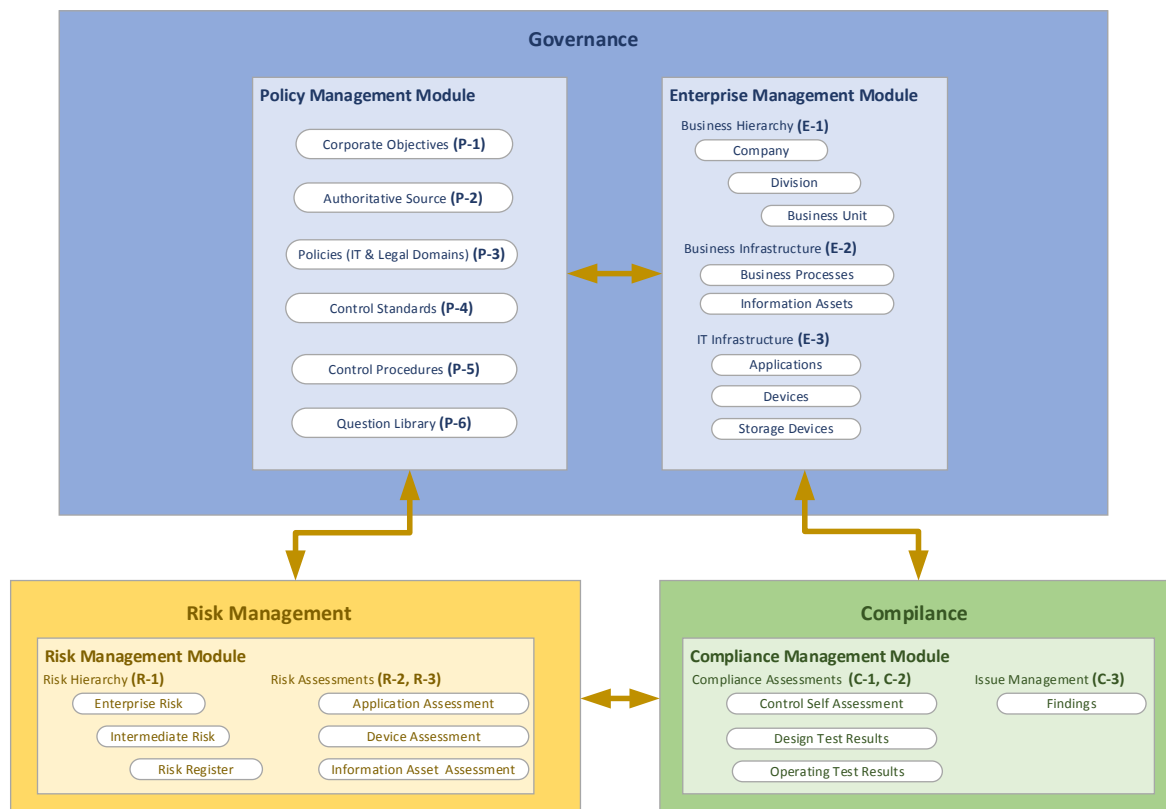 Governance
Policy Management Module
Corporate Objectives (P-1)
Authoritative Source (P-2)
Policies (IT & Legal Domains) (P-3)
Control Standards (P-4)
Control Procedures (P-5)
Question Library (P-6)
Enterprise Management Module
Business Hierarchy (E-1)
Company
Division
Business Unit
Business Infrastructure (E-2)
Business Processes
Information Assets
IT Infrastructure (E-3)
Applications
Devices
Storage Devices
Risk Management
Risk Management Module
Risk Hierarchy (R-1)
Enterprise Risk
Intermediate Risk
Risk Register
Risk Assessments (R-2, R-3)
Application Assessment
Device Assessment
Information Asset Assessment
Compilance
Compliance Management Module
Compliance Assessments (C-1, C-2)
Control Self Assessment
Design Test Results
Operating Test Results
Issue Management (C-3)
Findings